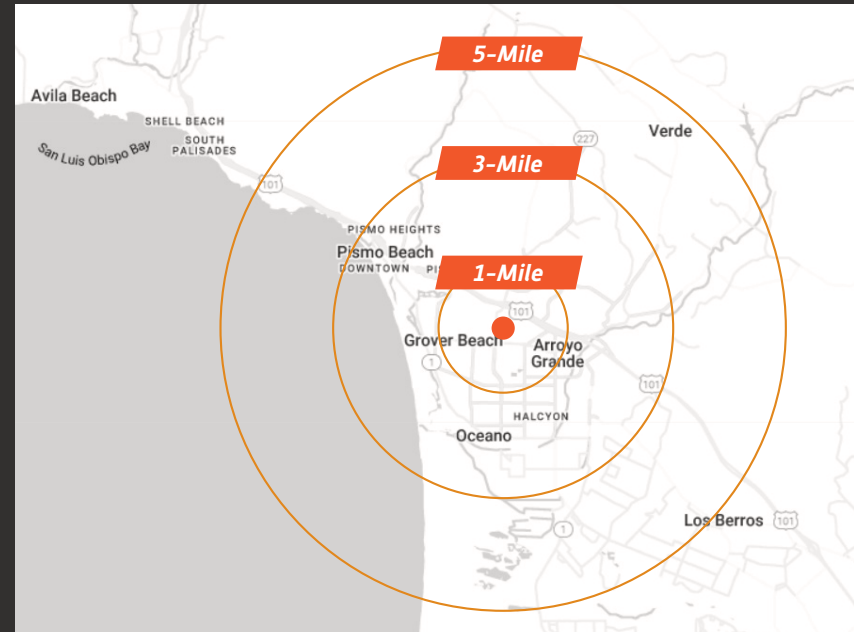 5-Mile
Avila Beach
SHELL BEACH
Verde
227
SOUTH
PALISADES
San Luis Obispo Bay
3-Mile
101
PISMO HEIGHTS
Pismo Beach
DOWNTOWN
1-Mile
101
Grover Beach
Arroyo
Grande
1
101
HALCYON
Oceano
Los Berros
101
1